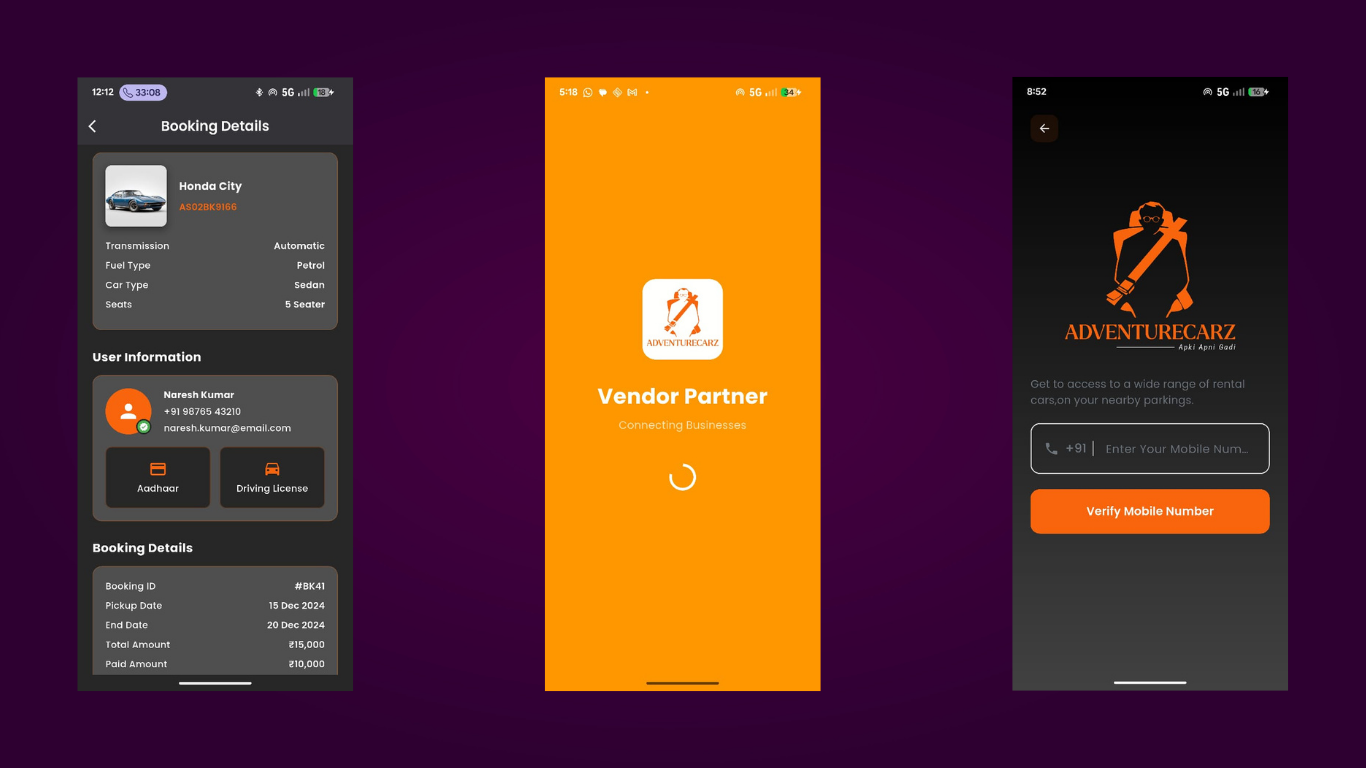 12:12 33:08 5G 18
Booking Details
Honda City
AS02BK9166
Transmission Automatic
Fuel Type Petrol
Car Type Sedan
Seats 5 Seater
User Information
Naresh Kumar
+91 98765 43210
naresh.kumar@email.com
Aadhaar Driving License
Booking Details
Booking ID #BK41
Pickup Date 15 Dec 2024
End Date 20 Dec 2024
Total Amount ₹15,000
Paid Amount ₹10,000
5:18 5G 34
ADVENTURECARZ
Vendor Partner
Connecting Businesses
8:52 5G
ADVENTURECARZ
Apki Apni Gadi
Get to access to a wide range of rental
cars,on your nearby parkings.
+91 Enter Your Mobile Num...
Verify Mobile Number